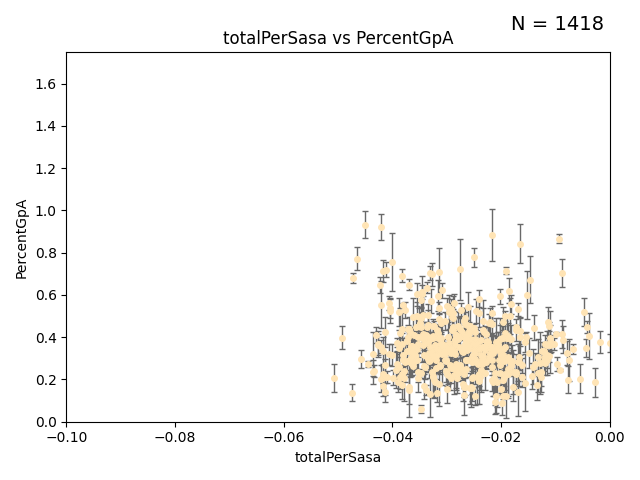 N = 1418
totalPerSasa vs PercentGpA
PercentGpA
1.6
1.4
1.2
1.0
0.8
0.6
0.4
0.2
0.0
−0.10 −0.08 −0.06 −0.04 −0.02 0.00
totalPerSasa